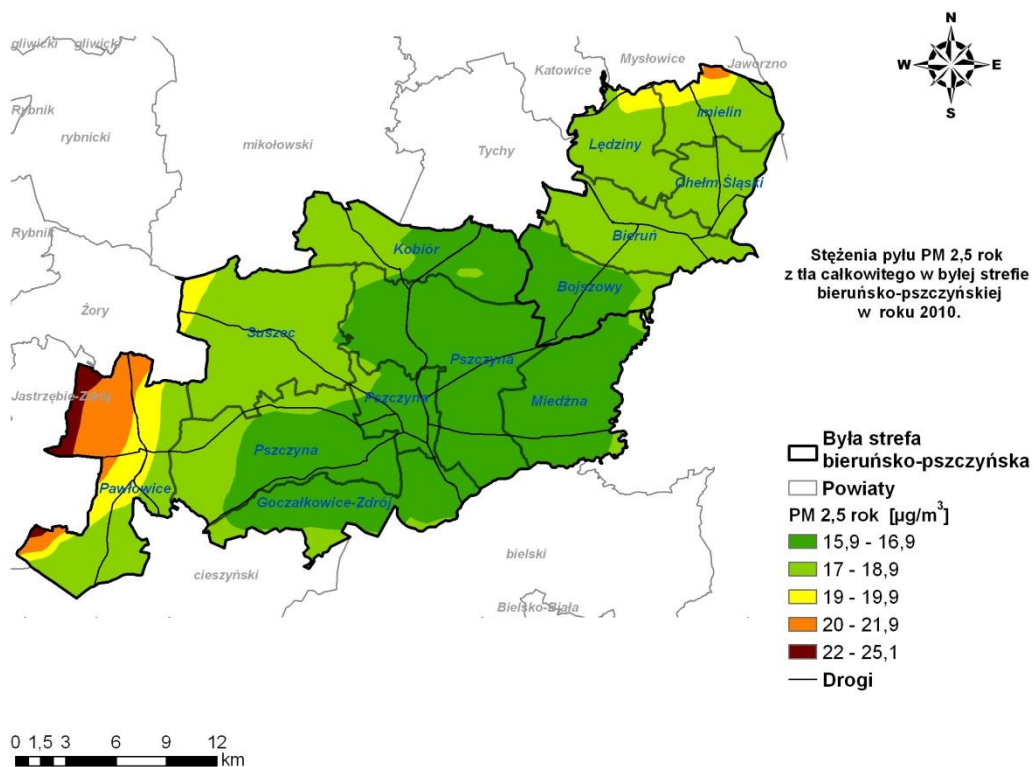 gliwicki gliwicki
Rybnik
rybnicki
mikołowski
Katowice
Mysłowice
Jaworzno
N
W E
S
Tychy
Lędziny
Imielin
Chełm Śląski
Rybnik
Kobiór
Bieruń
Bojszowy
Żory
Suszec
Pszczyna
Jastrzębie-Zdrój
Pszczyna
Miedźna
Pszczyna
Pawłowice
Goczałkowice-Zdrój
cieszyński
bielski
Bielsko-Biała
Stężenia pyłu PM 2,5 rok
z tła całkowitego w byłej strefie
bieruńsko-pszczyńskiej
w roku 2010.
Była strefa
bieruńsko-pszczyńska
Powiaty
PM 2,5 rok [µg/m³]
15,9 - 16,9
17 - 18,9
19 - 19,9
20 - 21,9
22 - 25,1
Drogi
0 1,5 3 6 9 12
km